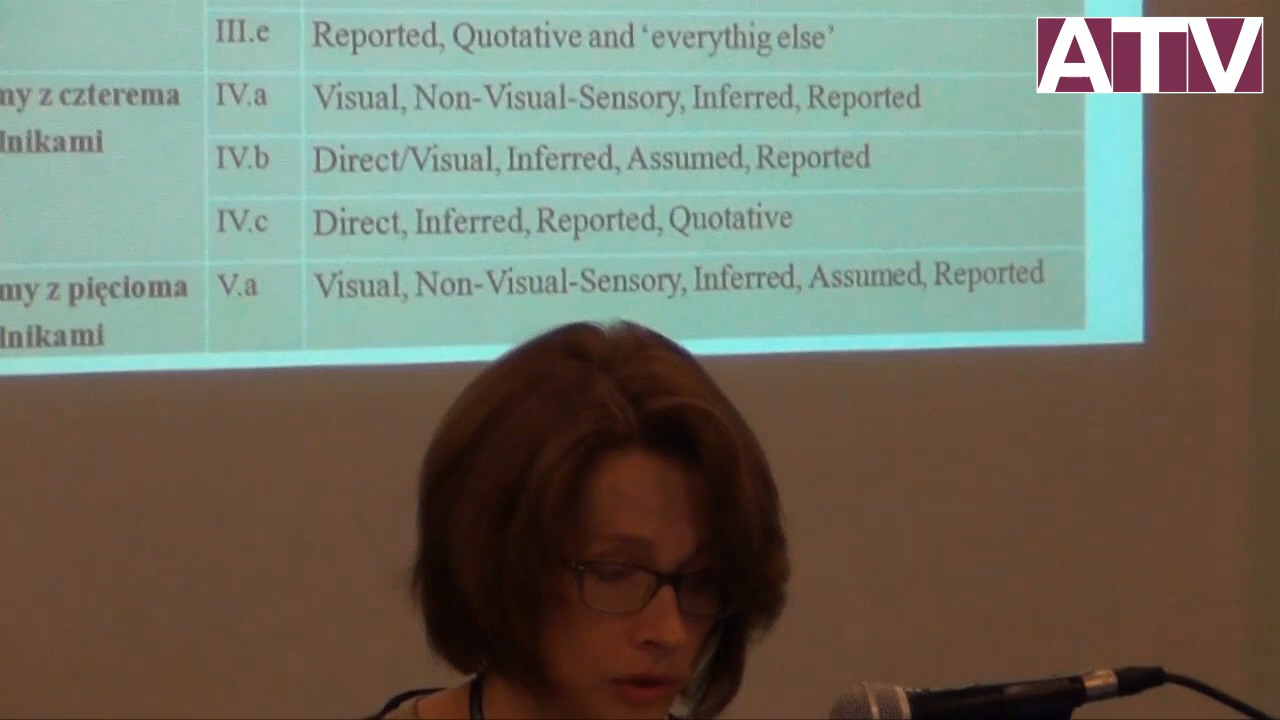 III.e Reported, Quotative and ‘everythig else’
ATV
my z czterema IV.a Visual, Non-Visual-Sensory, Inferred, Reported
lnikami
IV.b Direct/Visual, Inferred, Assumed, Reported
IV.c Direct, Inferred, Reported, Quotative
my z pięcioma V.a Visual, Non-Visual-Sensory, Inferred, Assumed, Reported
lnikami